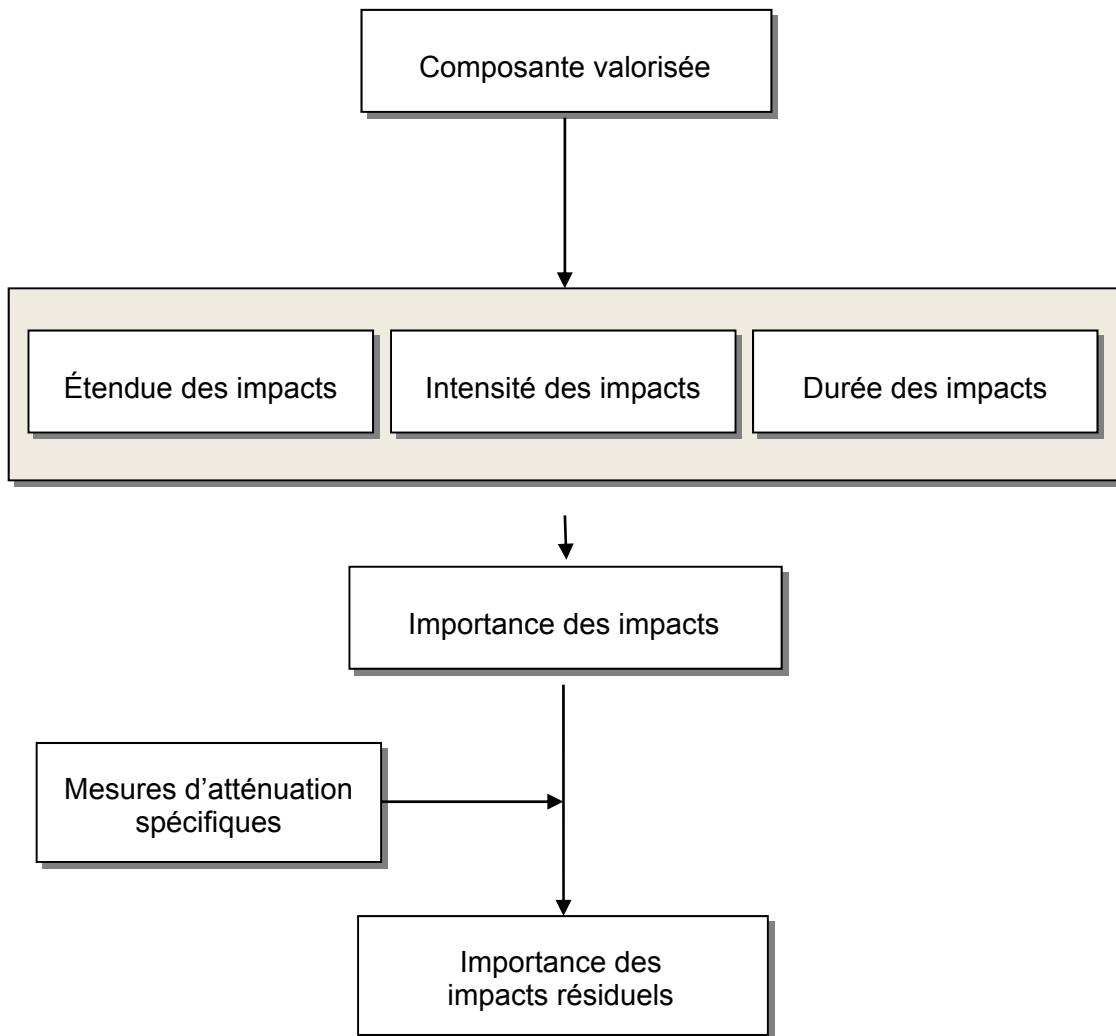 Composante valorisée
Étendue des impacts
Intensité des impacts
Durée des impacts
Importance des impacts
Mesures d’atténuation
spécifiques
Importance des
impacts résiduels